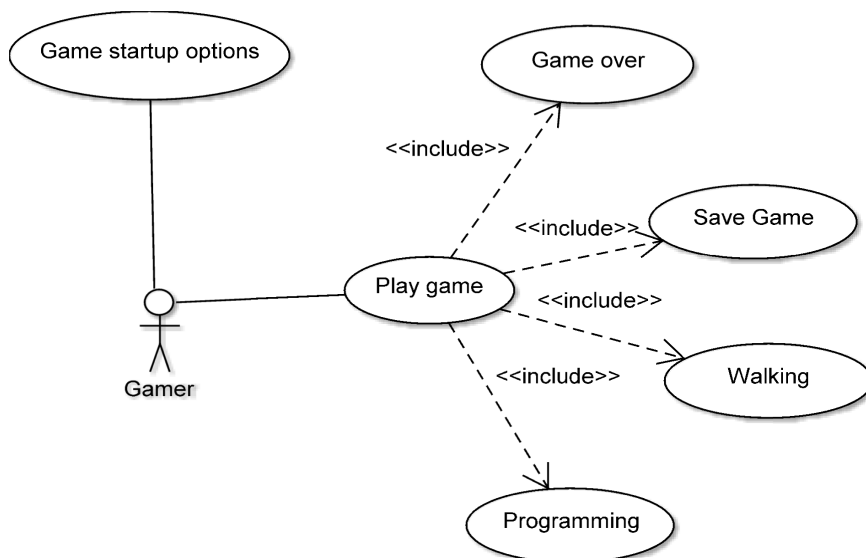 Game startup options
Game over
<<include>>
Save Game
<<include>>
Play game
<<include>>
Walking
<<include>>
Gamer
Programming